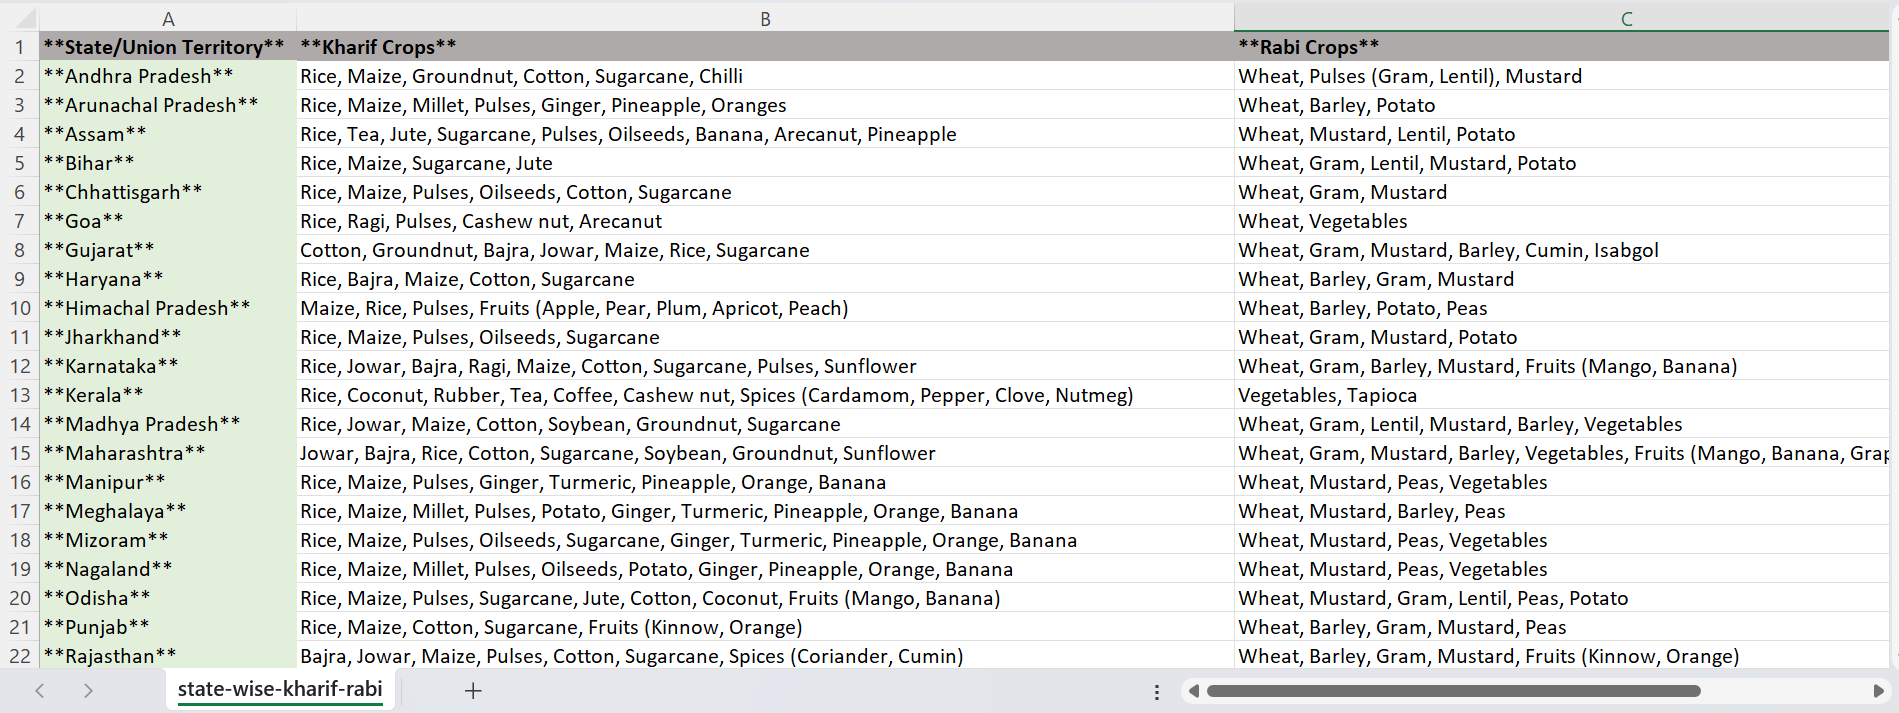 A B C
1 **State/Union Territory** **Kharif Crops** **Rabi Crops**
2 **Andhra Pradesh** Rice, Maize, Groundnut, Cotton, Sugarcane, Chilli Wheat, Pulses (Gram, Lentil), Mustard
3 **Arunachal Pradesh** Rice, Maize, Millet, Pulses, Ginger, Pineapple, Oranges Wheat, Barley, Potato
4 **Assam** Rice, Tea, Jute, Sugarcane, Pulses, Oilseeds, Banana, Arecanut, Pineapple Wheat, Mustard, Lentil, Potato
5 **Bihar** Rice, Maize, Sugarcane, Jute Wheat, Gram, Lentil, Mustard, Potato
6 **Chhattisgarh** Rice, Maize, Pulses, Oilseeds, Cotton, Sugarcane Wheat, Gram, Mustard
7 **Goa** Rice, Ragi, Pulses, Cashew nut, Arecanut Wheat, Vegetables
8 **Gujarat** Cotton, Groundnut, Bajra, Jowar, Maize, Rice, Sugarcane Wheat, Gram, Mustard, Barley, Cumin, Isabgol
9 **Haryana** Rice, Bajra, Maize, Cotton, Sugarcane Wheat, Barley, Gram, Mustard
10 **Himachal Pradesh** Maize, Rice, Pulses, Fruits (Apple, Pear, Plum, Apricot, Peach) Wheat, Barley, Potato, Peas
11 **Jharkhand** Rice, Maize, Pulses, Oilseeds, Sugarcane Wheat, Gram, Mustard, Potato
12 **Karnataka** Rice, Jowar, Bajra, Ragi, Maize, Cotton, Sugarcane, Pulses, Sunflower Wheat, Gram, Barley, Mustard, Fruits (Mango, Banana)
13 **Kerala** Rice, Coconut, Rubber, Tea, Coffee, Cashew nut, Spices (Cardamom, Pepper, Clove, Nutmeg) Vegetables, Tapioca
14 **Madhya Pradesh** Rice, Jowar, Maize, Cotton, Soybean, Groundnut, Sugarcane Wheat, Gram, Lentil, Mustard, Barley, Vegetables
15 **Maharashtra** Jowar, Bajra, Rice, Cotton, Sugarcane, Soybean, Groundnut, Sunflower Wheat, Gram, Mustard, Barley, Vegetables, Fruits (Mango, Banana,
16 **Manipur** Rice, Maize, Pulses, Ginger, Turmeric, Pineapple, Orange, Banana Wheat, Mustard, Peas, Vegetables
17 **Meghalaya** Rice, Maize, Millet, Pulses, Potato, Ginger, Turmeric, Pineapple, Orange, Banana Wheat, Mustard, Barley, Peas
18 **Mizoram** Rice, Maize, Pulses, Oilseeds, Sugarcane, Ginger, Turmeric, Pineapple, Orange, Banana Wheat, Mustard, Peas, Vegetables
19 **Nagaland** Rice, Maize, Millet, Pulses, Oilseeds, Potato, Ginger, Pineapple, Orange, Banana Wheat, Mustard, Peas, Vegetables
20 **Odisha** Rice, Maize, Pulses, Sugarcane, Jute, Cotton, Coconut, Fruits (Mango, Banana) Wheat, Mustard, Gram, Lentil, Peas, Potato
21 **Punjab** Rice, Maize, Cotton, Sugarcane, Fruits (Kinnow, Orange) Wheat, Barley, Gram, Mustard, Peas
22 **Rajasthan** Bajra, Jowar, Maize, Pulses, Cotton, Sugarcane, Spices (Coriander, Cumin) Wheat, Barley, Gram, Mustard, Fruits (Kinnow, Orange)
state-wise-kharif-rabi